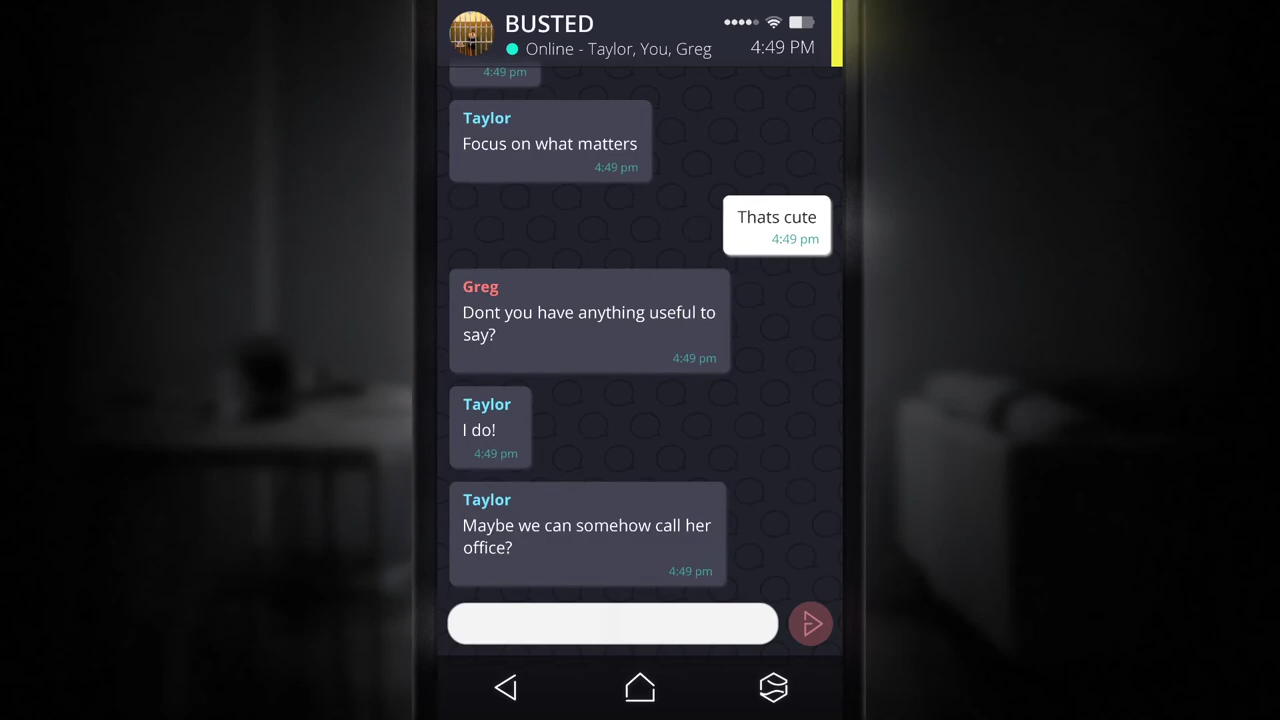 BUSTED
Online - Taylor, You, Greg
4:49 PM
4:49 pm
Taylor
Focus on what matters
4:49 pm
Thats cute
4:49 pm
Greg
Dont you have anything useful to
say?
4:49 pm
Taylor
I do!
4:49 pm
Taylor
Maybe we can somehow call her
office?
4:49 pm